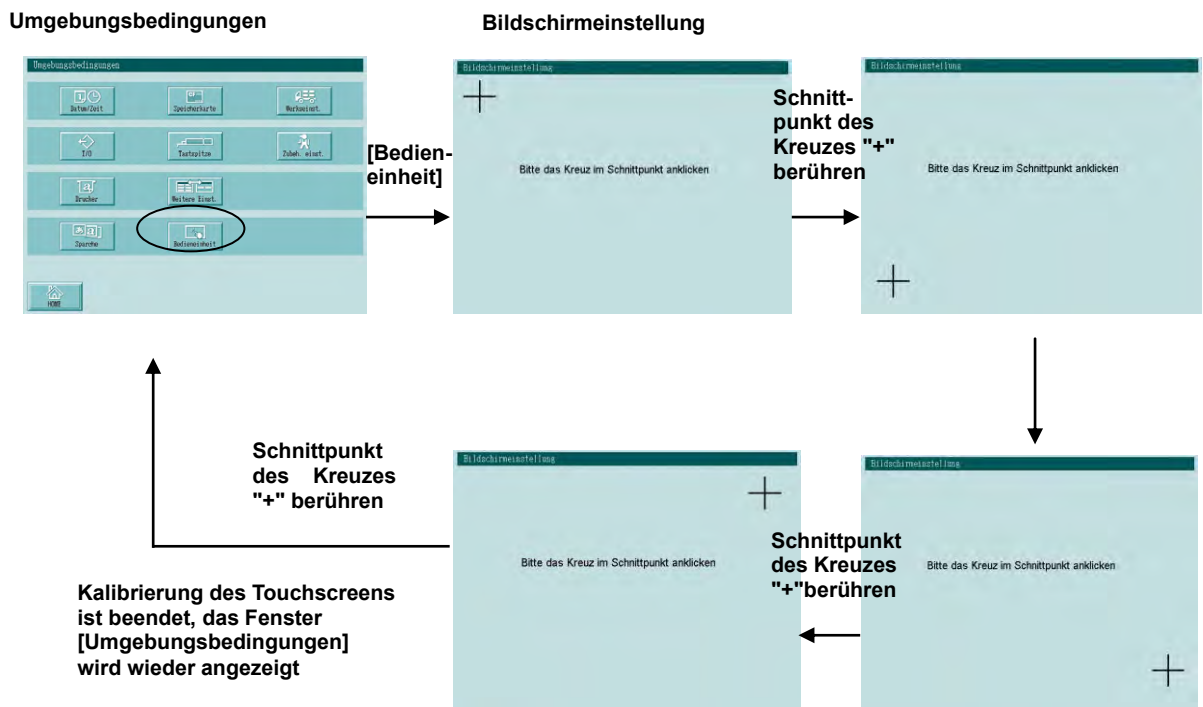 Umgebungsbedingungen
Bildschirmeinstellung
Umgebungsbedingungen
Datum/Zeit
Speicherkarte
Werkseinst.
I/O
Tastspitze
Zubeh. einst.
Drucker
Weitere Einst.
Sparche
Bedieneinheit
HOME
[Bedien-
einheit]
Bildschirmeinstellung
Bitte das Kreuz im Schnittpunkt anklicken
Schnitt-
punkt des
Kreuzes "+"
berühren
Bildschirmeinstellung
Bitte das Kreuz im Schnittpunkt anklicken
Bildschirmeinstellung
Bitte das Kreuz im Schnittpunkt anklicken
Schnittpunkt
des Kreuzes
"+"berühren
Bildschirmeinstellung
Bitte das Kreuz im Schnittpunkt anklicken
Schnittpunkt
des Kreuzes
"+" berühren
Kalibrierung des Touchscreens
ist beendet, das Fenster
[Umgebungsbedingungen]
wird wieder angezeigt